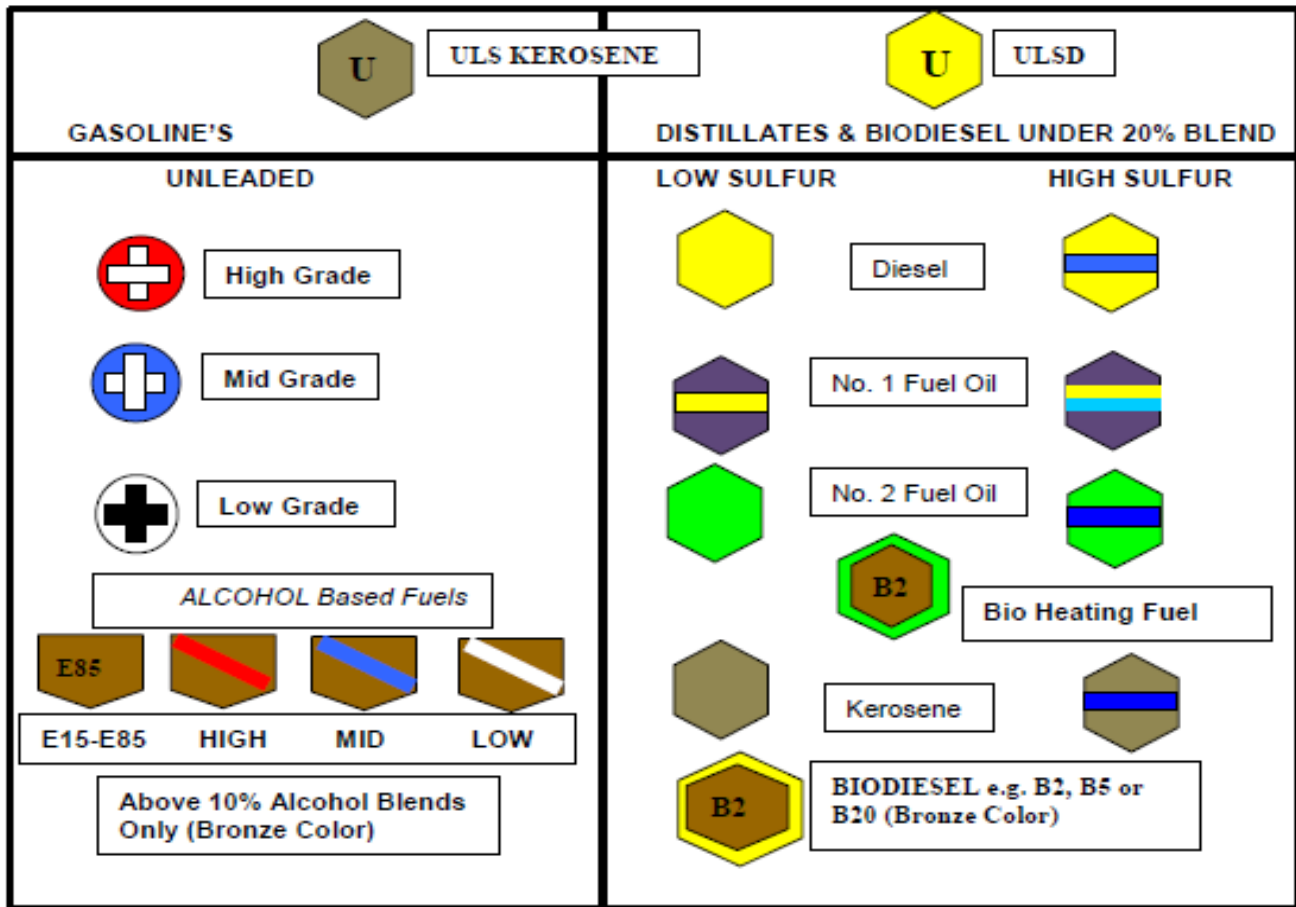 U
ULS KEROSENE
U
ULSD
GASOLINE'S
DISTILLATES & BIODIESEL UNDER 20% BLEND
UNLEADED
LOW SULFUR
HIGH SULFUR
High Grade
Diesel
Mid Grade
No. 1 Fuel Oil
Low Grade
No. 2 Fuel Oil
ALCOHOL Based Fuels
B2
Bio Heating Fuel
E85
E15-E85
HIGH
MID
LOW
Kerosene
Above 10% Alcohol Blends
Only (Bronze Color)
B2
BIODIESEL e.g. B2, B5 or
B20 (Bronze Color)